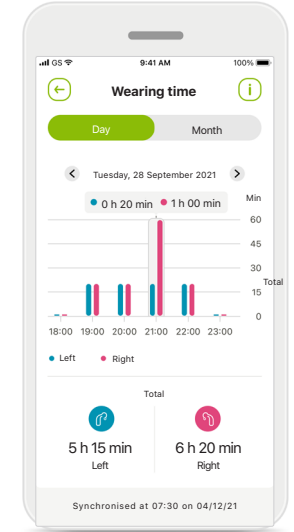 GS 9:41 AM 100%
Wearing time
Day Month
Tuesday, 28 September 2021
0 h 20 min 1 h 00 min
Min
60
45
30
Total
15
0
18:00 19:00 20:00 21:00 22:00 23:00
Left Right
Total
5 h 15 min 6 h 20 min
Left Right
Synchronised at 07:30 on 04/12/21